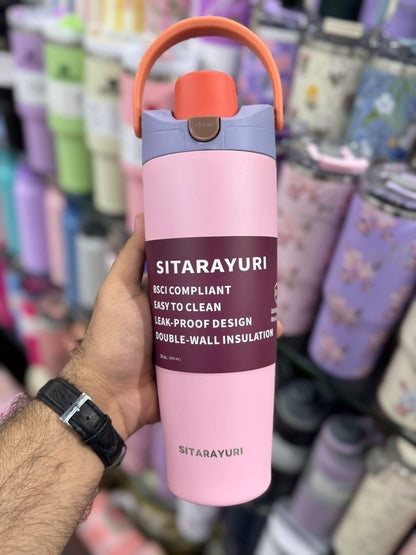 SITARAYURI
BSCI COMPLIANT
EASY TO CLEAN
LEAK-PROOF DESIGN
DOUBLE-WALL INSULATION
SITARAYURI